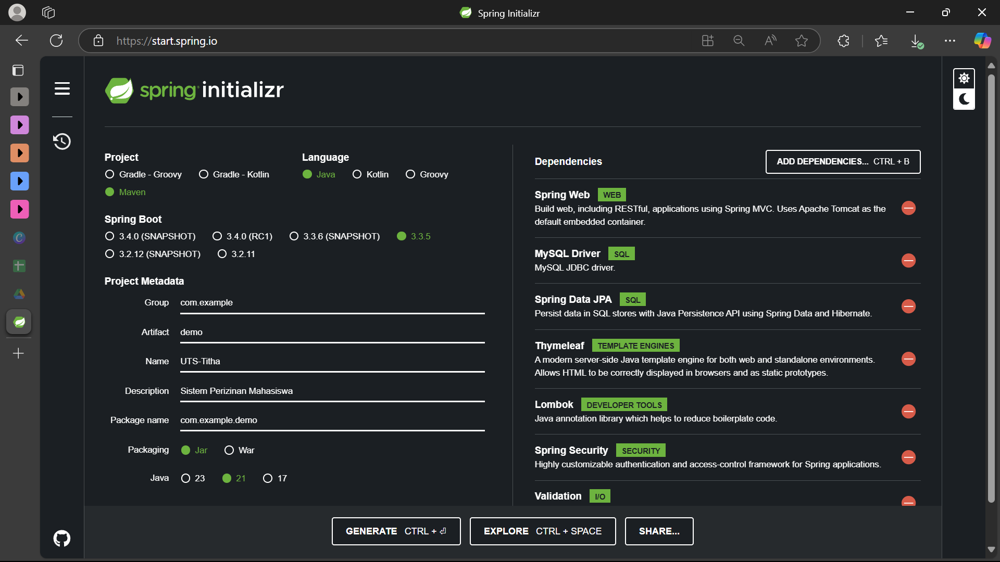 Spring Initializr
https://start.spring.io
spring initializr
Project
Gradle - Groovy Gradle - Kotlin
Maven
Language
Java Kotlin Groovy
Spring Boot
3.4.0 (SNAPSHOT) 3.4.0 (RC1) 3.3.6 (SNAPSHOT) 3.3.5
3.2.12 (SNAPSHOT) 3.2.11
Project Metadata
Group com.example
Artifact demo
Name UTS-Titha
Description Sistem Perizinan Mahasiswa
Package name com.example.demo
Packaging Jar War
Java 23 21 17
Dependencies
ADD DEPENDENCIES... CTRL + B
Spring Web WEB
Build web, including RESTful, applications using Spring MVC. Uses Apache Tomcat as the
default embedded container.
MySQL Driver SQL
MySQL JDBC driver.
Spring Data JPA SQL
Persist data in SQL stores with Java Persistence API using Spring Data and Hibernate.
Thymeleaf TEMPLATE ENGINES
A modern server-side Java template engine for both web and standalone environments.
Allows HTML to be correctly displayed in browsers and as static prototypes.
Lombok DEVELOPER TOOLS
Java annotation library which helps to reduce boilerplate code.
Spring Security SECURITY
Highly customizable authentication and access-control framework for Spring applications.
Validation I/O
GENERATE CTRL + ⏎
EXPLORE CTRL + SPACE
SHARE...